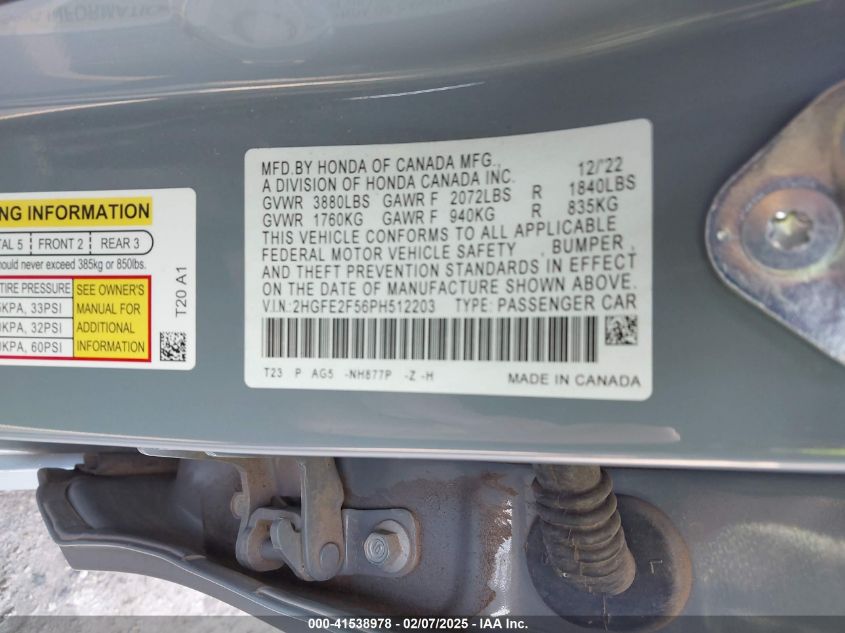 MFD.BY HONDA OF CANADA MFG., 12/'22
A DIVISION OF HONDA CANADA INC.
GVWR 3880LBS GAWR F 2072LBS R 1840LBS
GVWR 1760KG GAWR F 940KG R 835KG
THIS VEHICLE CONFORMS TO ALL APPLICABLE
FEDERAL MOTOR VEHICLE SAFETY , BUMPER ,
AND THEFT PREVENTION STANDARDS IN EFFECT
ON THE DATE OF MANUFACTURE SHOWN ABOVE.
V.I.N.:2HGFE2F56PH512203 TYPE: PASSENGER CAR
T23 P AG5 -NH877P -Z -H MADE IN CANADA
NG INFORMATION
TAL 5 FRONT 2 REAR 3
hould never exceed 385kg or 850lbs.
TIRE PRESSURE SEE OWNER'S
KPA, 33PSI MANUAL FOR
KPA, 32PSI ADDITIONAL
KPA, 60PSI INFORMATION
T20 A1
L
000-41538978 - 02/07/2025 - IAA Inc.